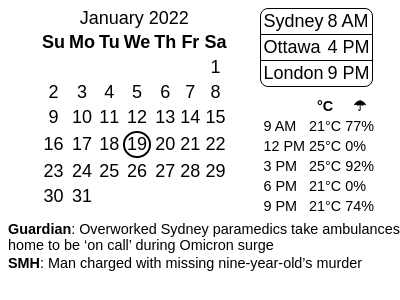 January 2022
Su Mo Tu We Th Fr Sa
1
2 3 4 5 6 7 8
9 10 11 12 13 14 15
16 17 18 19 20 21 22
23 24 25 26 27 28 29
30 31
Sydney 8 AM
Ottawa 4 PM
London 9 PM
°C ☂
9 AM 21°C 77%
12 PM 25°C 0%
3 PM 25°C 92%
6 PM 21°C 0%
9 PM 21°C 74%
Guardian: Overworked Sydney paramedics take ambulances
home to be ‘on call’ during Omicron surge
SMH: Man charged with missing nine-year-old’s murder